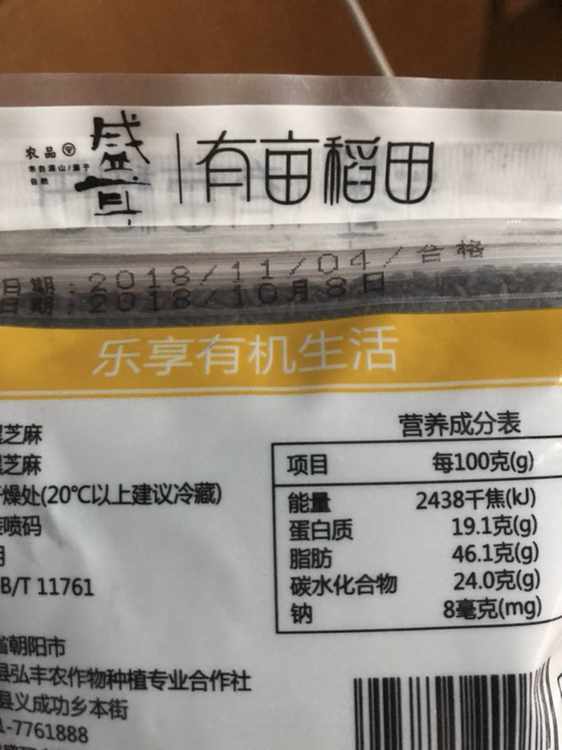 农品 盛耳 | 有亩稻田
日期:2018/11/04/合格
日期:2018/10月8日
乐享有机生活
黑芝麻
黑芝麻
燥处(20℃以上建议冷藏)
喷码
B/T 11761
省朝阳市
县弘丰农作物种植专业合作社
县义成功乡本街
1-7761888
营养成分表
项目 每100克(g)
能量 2438千焦(kJ)
蛋白质 19.1克(g)
脂肪 46.1克(g)
碳水化合物 24.0克(g)
钠 8毫克(mg)